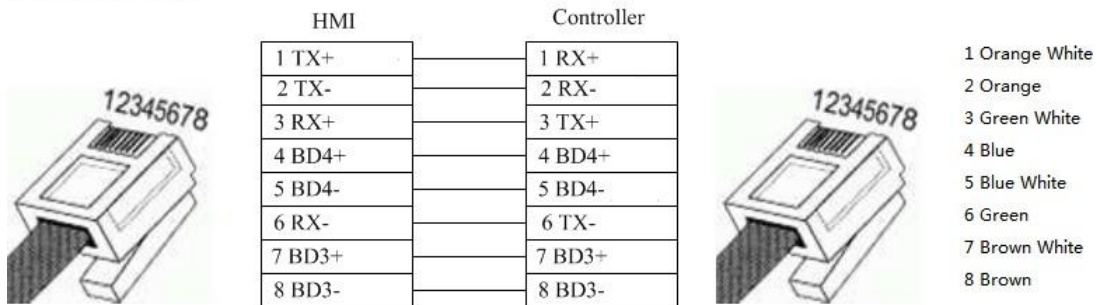 HMI
Controller
1 TX+
1 RX+
2 TX-
2 RX-
3 RX+
3 TX+
4 BD4+
4 BD4+
5 BD4-
5 BD4-
6 RX-
6 TX-
7 BD3+
7 BD3+
8 BD3-
8 BD3-
12345678
12345678
1 Orange White
2 Orange
3 Green White
4 Blue
5 Blue White
6 Green
7 Brown White
8 Brown